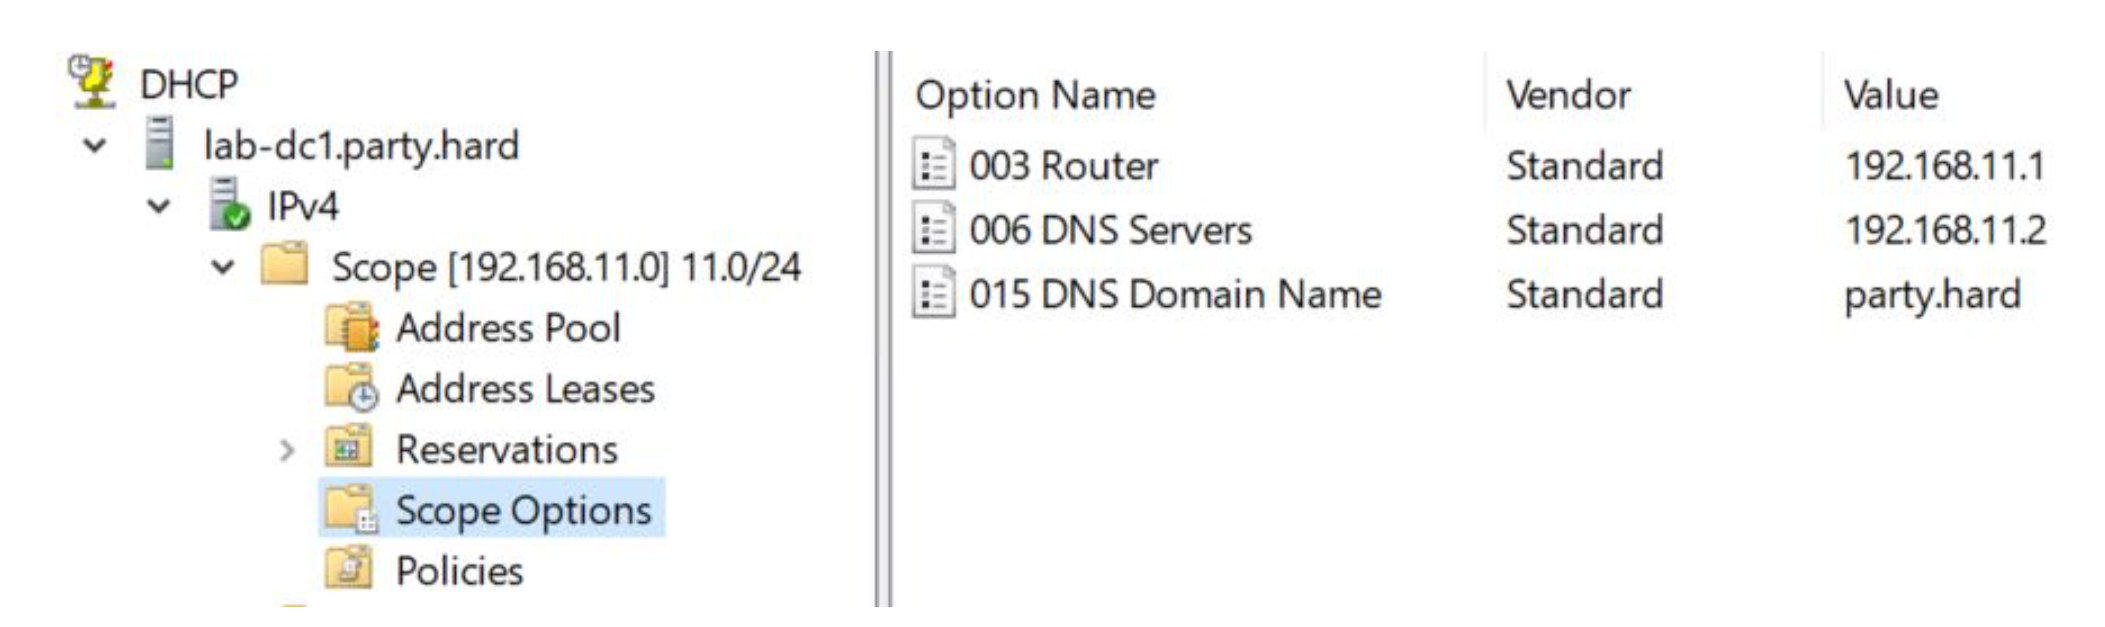 DHCP
lab-dc1.party.hard
IPv4
Scope [192.168.11.0] 11.0/24
Address Pool
Address Leases
Reservations
Scope Options
Policies
Option Name Vendor Value
003 Router Standard 192.168.11.1
006 DNS Servers Standard 192.168.11.2
015 DNS Domain Name Standard party.hard